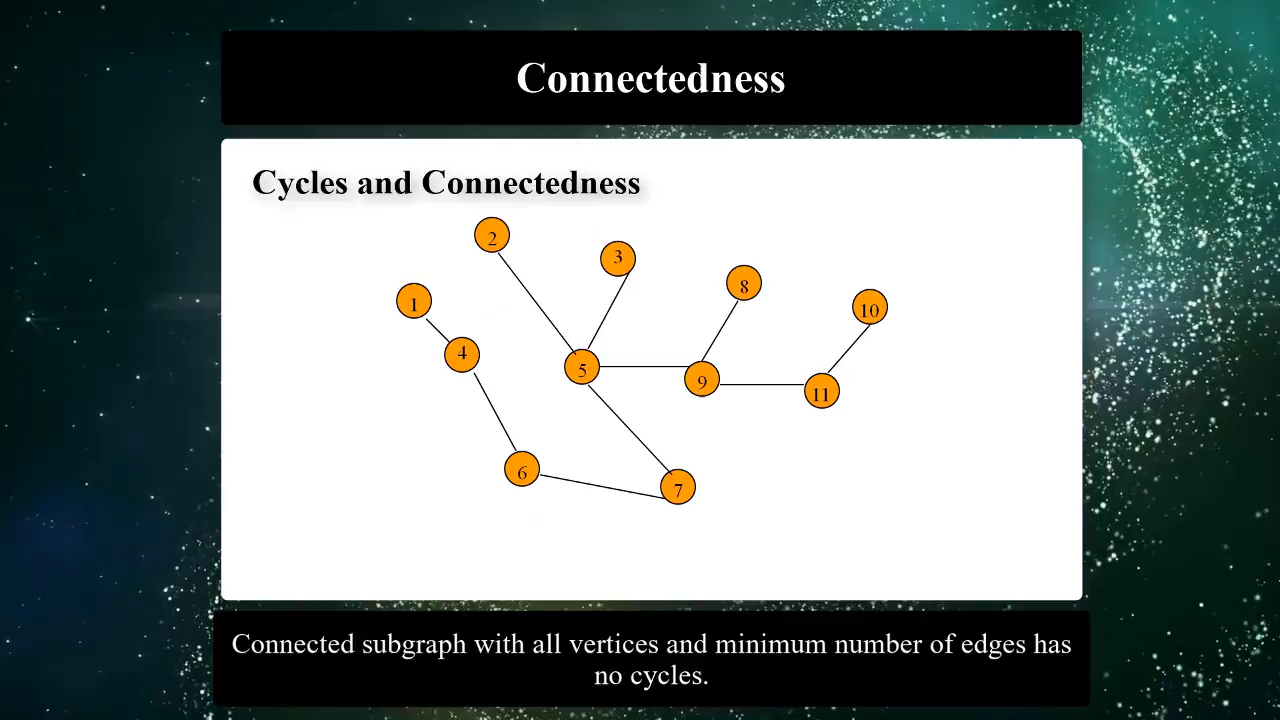 Connectedness
Cycles and Connectedness
2
3
8
1
10
4
5
9
11
6
7
Connected subgraph with all vertices and minimum number of edges has
no cycles.